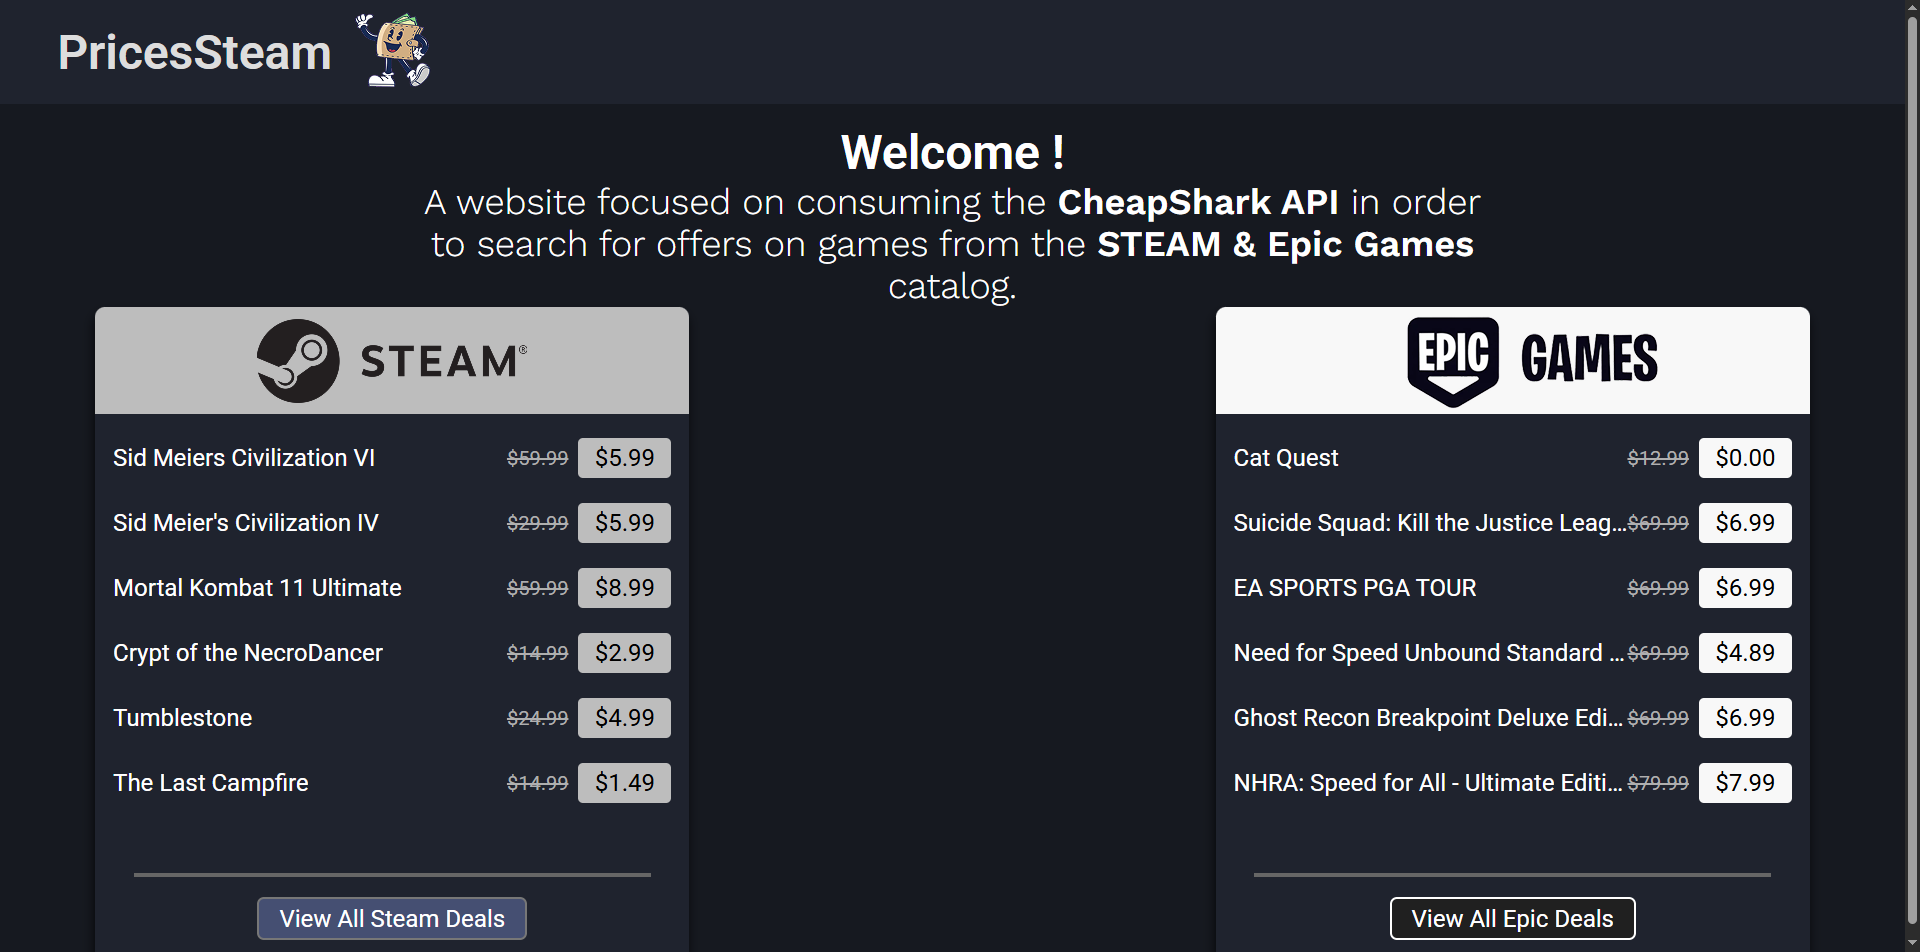 PricesSteam
Welcome !
A website focused on consuming the CheapShark API in order
to search for offers on games from the STEAM & Epic Games
catalog.
STEAM®
Sid Meiers Civilization VI $59.99 $5.99
Sid Meier's Civilization IV $29.99 $5.99
Mortal Kombat 11 Ultimate $59.99 $8.99
Crypt of the NecroDancer $14.99 $2.99
Tumblestone $24.99 $4.99
The Last Campfire $14.99 $1.49
View All Steam Deals
EPIC GAMES
Cat Quest $12.99 $0.00
Suicide Squad: Kill the Justice Leag... $69.99 $6.99
EA SPORTS PGA TOUR $69.99 $6.99
Need for Speed Unbound Standard ... $69.99 $4.89
Ghost Recon Breakpoint Deluxe Edi... $69.99 $6.99
NHRA: Speed for All - Ultimate Editi... $79.99 $7.99
View All Epic Deals